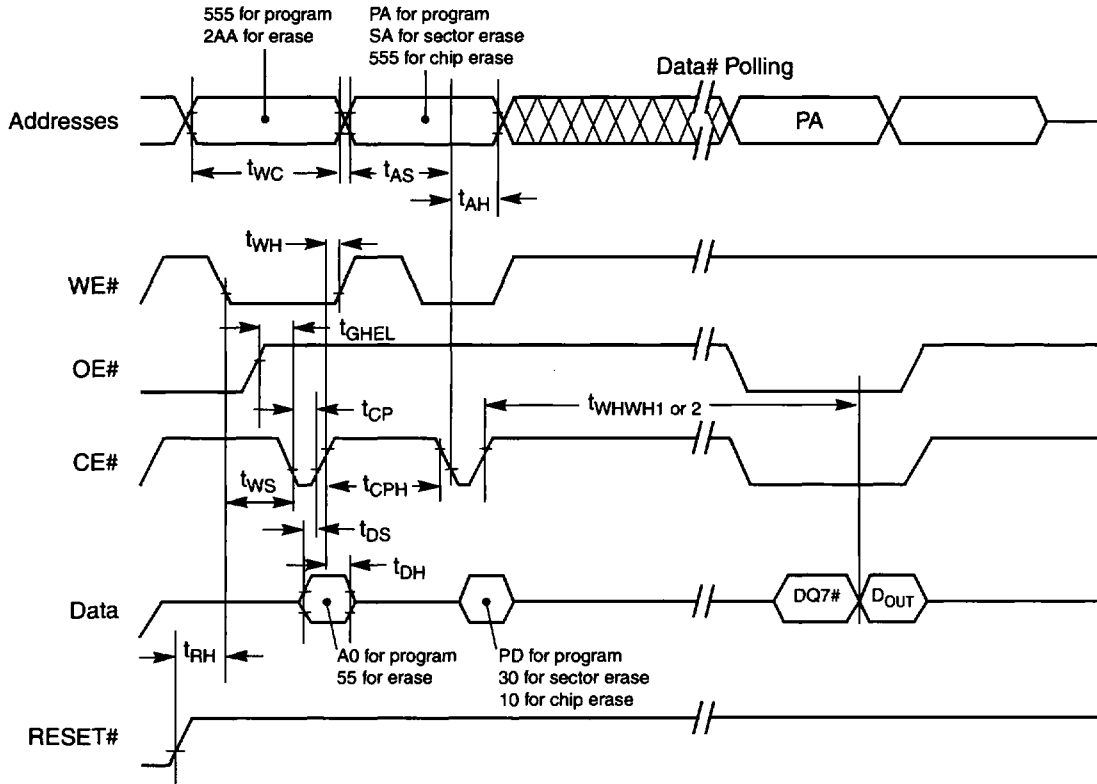 555 for program
2AA for erase
PA for program
SA for sector erase
555 for chip erase
Data# Polling
Addresses
PA
tWC
tAS
tAH
tWH
WE#
tGHEL
OE#
tCP
tWHWH1 or 2
CE#
tWS
tCPH
tDS
tDH
Data
DQ7#
DOUT
tRH
A0 for program
55 for erase
PD for program
30 for sector erase
10 for chip erase
RESET#